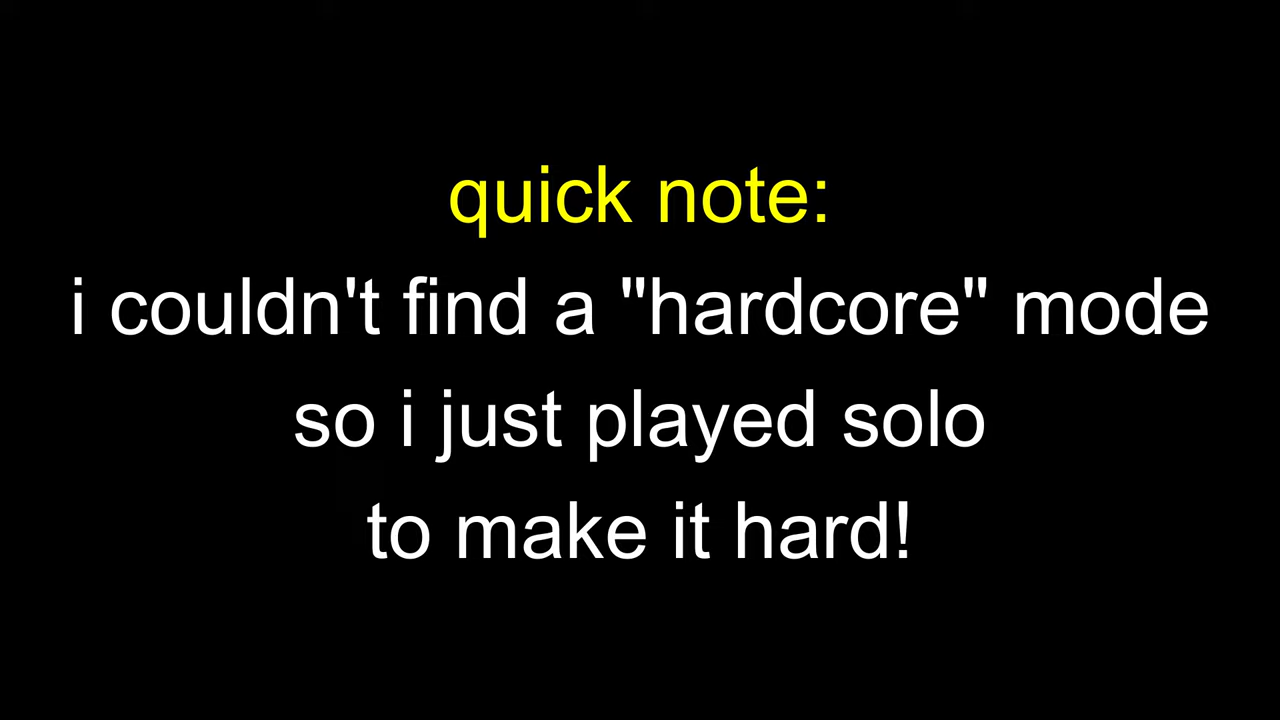 quick note:
i couldn't find a "hardcore" mode
so i just played solo
to make it hard!